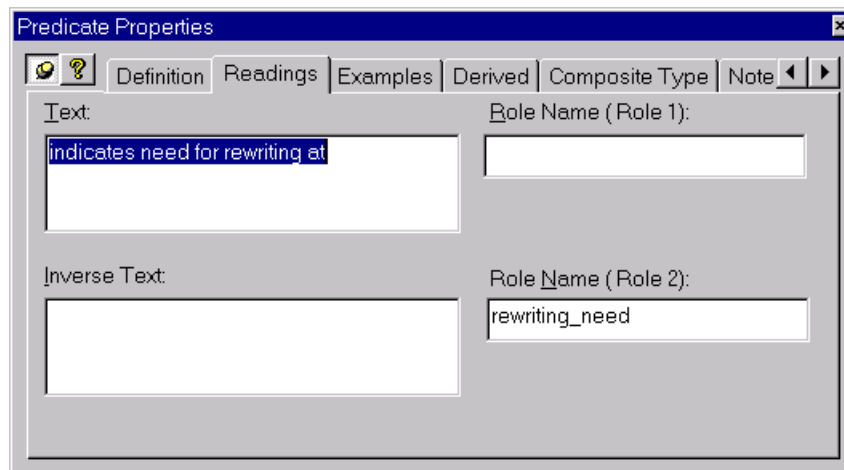 Predicate Properties
Definition Readings Examples Derived Composite Type Note
Text: Role Name ( Role 1):
indicates need for rewriting at
Inverse Text: Role Name ( Role 2):
rewriting_need